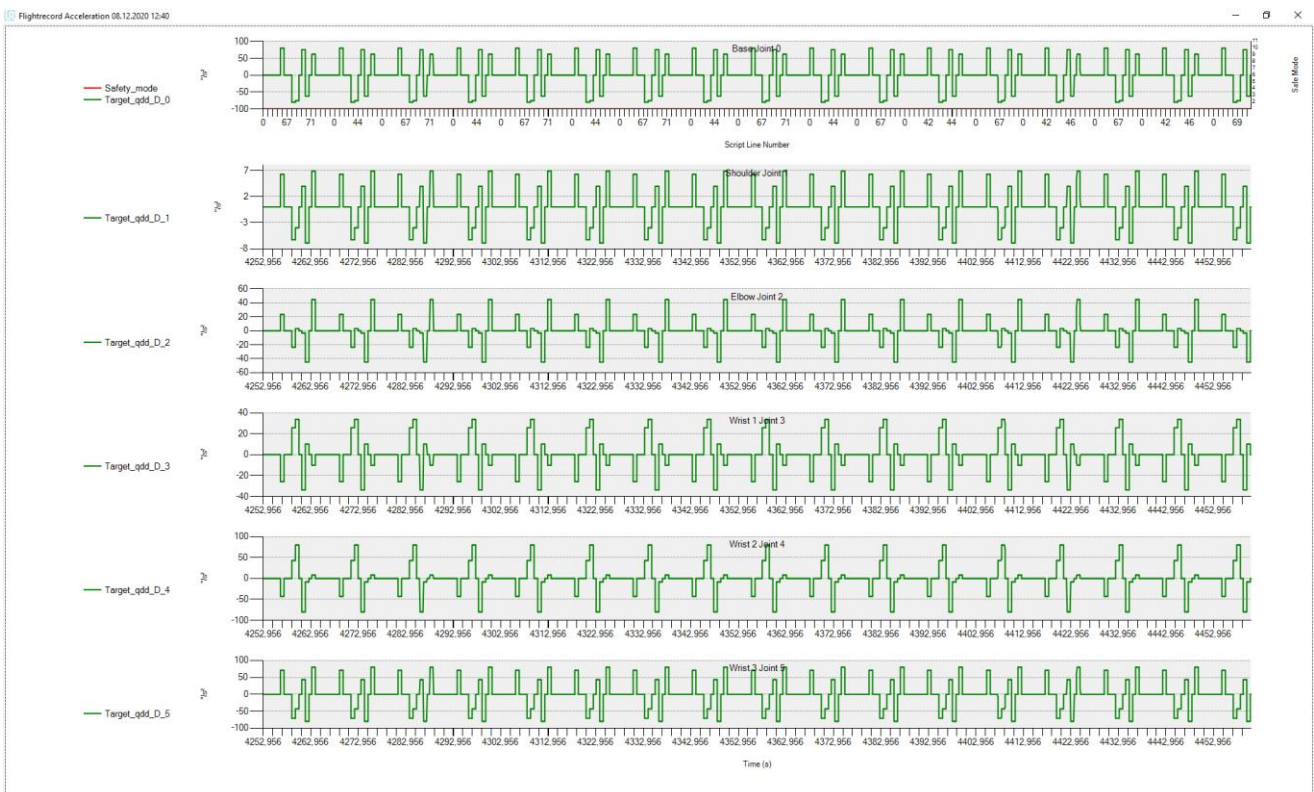 Flightrecord Acceleration 08.12.2020 12:40
Base Joint 0
100
50
0
-50
-100
Safety_mode
Target_qdd_D_0
Safe Mode
11
10
9
8
7
6
5
4
3
2
0 67 71 0 44 0 67 71 0 44 0 67 71 0 44 0 67 71 0 44 0 67 71 0 44 0 67 0 42 44 0 67 0 42 46 0 67 0 42 46 0 69
Script Line Number
Shoulder Joint 1
7
2
-3
-8
Target_qdd_D_1
4252,956 4262,956 4272,956 4282,956 4292,956 4302,956 4312,956 4322,956 4332,956 4342,956 4352,956 4362,956 4372,956 4382,956 4392,956 4402,956 4412,956 4422,956 4432,956 4442,956 4452,956
Elbow Joint 2
60
40
20
0
-20
-40
-60
Target_qdd_D_2
4252,956 4262,956 4272,956 4282,956 4292,956 4302,956 4312,956 4322,956 4332,956 4342,956 4352,956 4362,956 4372,956 4382,956 4392,956 4402,956 4412,956 4422,956 4432,956 4442,956 4452,956
Wrist 1 Joint 3
40
20
0
-20
-40
Target_qdd_D_3
4252,956 4262,956 4272,956 4282,956 4292,956 4302,956 4312,956 4322,956 4332,956 4342,956 4352,956 4362,956 4372,956 4382,956 4392,956 4402,956 4412,956 4422,956 4432,956 4442,956 4452,956
Wrist 2 Joint 4
100
50
0
-50
-100
Target_qdd_D_4
4252,956 4262,956 4272,956 4282,956 4292,956 4302,956 4312,956 4322,956 4332,956 4342,956 4352,956 4362,956 4372,956 4382,956 4392,956 4402,956 4412,956 4422,956 4432,956 4442,956 4452,956
Wrist 3 Joint 5
100
50
0
-50
-100
Target_qdd_D_5
4252,956 4262,956 4272,956 4282,956 4292,956 4302,956 4312,956 4322,956 4332,956 4342,956 4352,956 4362,956 4372,956 4382,956 4392,956 4402,956 4412,956 4422,956 4432,956 4442,956 4452,956
Time (s)